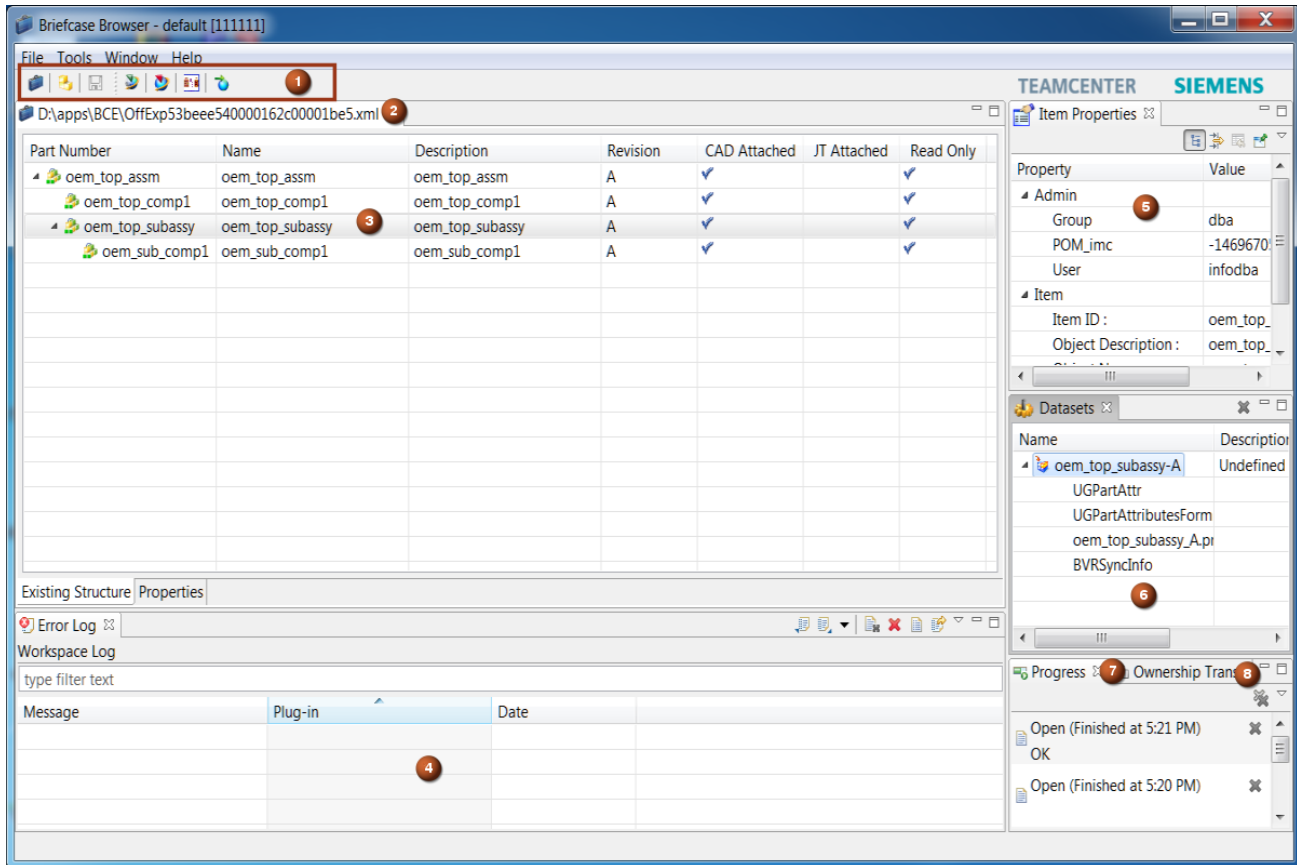 Briefcase Browser - default [111111]
File Tools Window Help
1
TEAMCENTER SIEMENS
D:\apps\BCE\OffExp53beee540000162c00001be5.xml 2
Part Number Name Description Revision CAD Attached JT Attached Read Only
oem_top_assm oem_top_assm oem_top_assm A
oem_top_comp1 oem_top_comp1 oem_top_comp1 A
oem_top_subassy oem_top_subassy 3 oem_top_subassy A
oem_sub_comp1 oem_sub_comp1 oem_sub_comp1 A
Existing Structure Properties
Error Log
Workspace Log
type filter text
Message Plug-in Date
4
Item Properties
Property Value
Admin
5
Group dba
POM_imc -1469670
User infodba
Item
Item ID : oem_top_
Object Description : oem_top_
Datasets
Name Description
oem_top_subassy-A Undefined
UGPartAttr
UGPartAttributesForm
oem_top_subassy_A.pr
BVRSyncInfo
6
Progress 7 Ownership Trans 8
Open (Finished at 5:21 PM)
OK
Open (Finished at 5:20 PM)